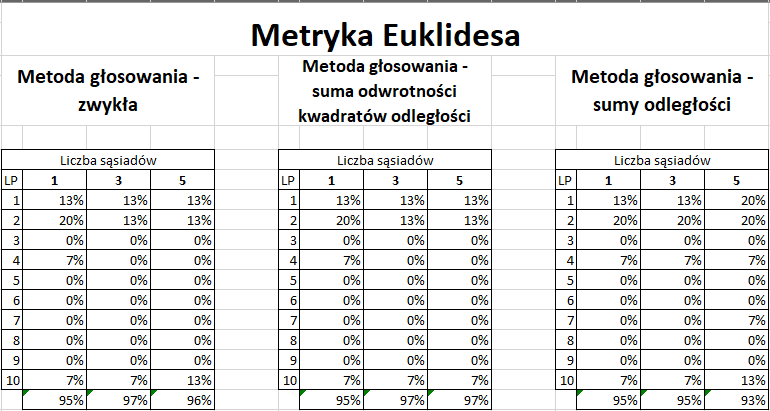 Metryka Euklidesa
Metoda głosowania -
zwykła
Metoda głosowania -
suma odwrotności
kwadratów odległości
Metoda głosowania -
sumy odległości
Liczba sąsiadów Liczba sąsiadów Liczba sąsiadów
LP 1 3 5 LP 1 3 5 LP 1 3 5
1 13% 13% 13% 1 13% 13% 13% 1 13% 13% 20%
2 20% 13% 13% 2 20% 13% 13% 2 20% 20% 20%
3 0% 0% 0% 3 0% 0% 0% 3 0% 0% 0%
4 7% 0% 0% 4 7% 0% 0% 4 7% 7% 7%
5 0% 0% 0% 5 0% 0% 0% 5 0% 0% 0%
6 0% 0% 0% 6 0% 0% 0% 6 0% 0% 0%
7 0% 0% 0% 7 0% 0% 0% 7 0% 0% 7%
8 0% 0% 0% 8 0% 0% 0% 8 0% 0% 0%
9 0% 0% 0% 9 0% 0% 0% 9 0% 0% 0%
10 7% 7% 13% 10 7% 7% 7% 10 7% 7% 13%
95% 97% 96% 95% 97% 97% 95% 95% 93%